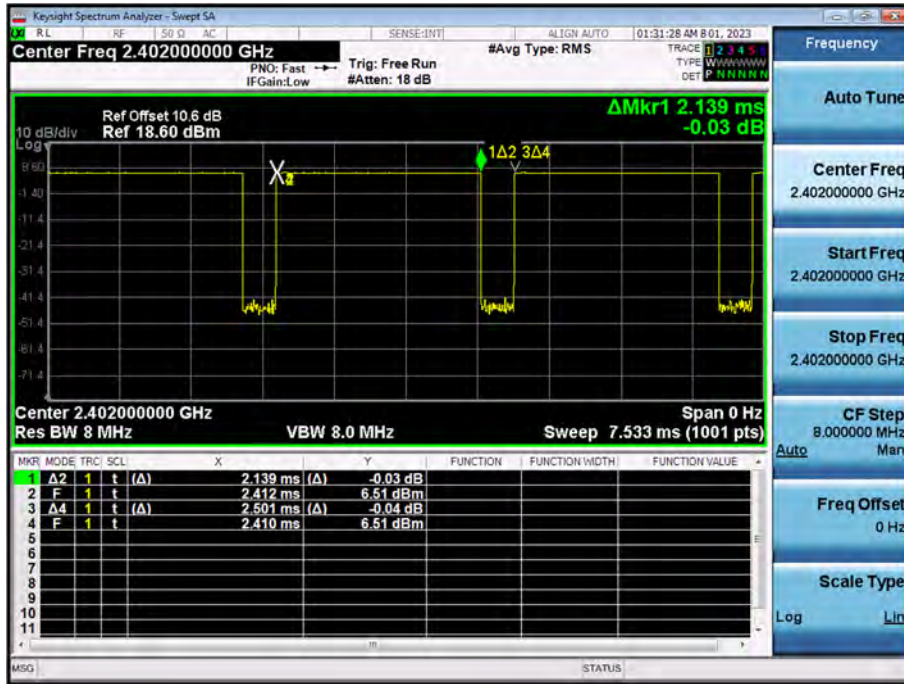 Keysight Spectrum Analyzer - Swept SA
RL RF 50 Ω AC SENSE:INT ALIGN AUTO 01:31:28 AM 8 01, 2023
Center Freq 2.402000000 GHz #Avg Type: RMS TRACE 1 2 3 4 5 6 Frequency
PNO: Fast Trig: Free Run TYPE WWWWWW
IFGain:Low #Atten: 18 dB DET P N N N N N
Auto Tune
ΔMkr1 2.139 ms
Ref Offset 10.6 dB -0.03 dB
10 dB/div Ref 18.60 dBm
Log
1Δ2 3Δ4
8.60
-1.40
-11.4
-21.4
-31.4
-41.4
-51.4
-61.4
-71.4
Center Freq
2.402000000 GHz
Start Freq
2.402000000 GHz
Stop Freq
2.402000000 GHz
Center 2.402000000 GHz Span 0 Hz
Res BW 8 MHz VBW 8.0 MHz Sweep 7.533 ms (1001 pts)
CF Step
8.000000 MHz
Auto Man
MKR MODE TRC SCL X Y FUNCTION FUNCTION WIDTH FUNCTION VALUE
1 Δ2 1 t (Δ) 2.139 ms (Δ) -0.03 dB
2 F 1 t 2.412 ms 6.51 dBm
3 Δ4 1 t (Δ) 2.501 ms (Δ) -0.04 dB
4 F 1 t 2.410 ms 6.51 dBm
5
6
7
8
9
10
11
Freq Offset
0 Hz
Scale Type
Log Lin
MSG STATUS